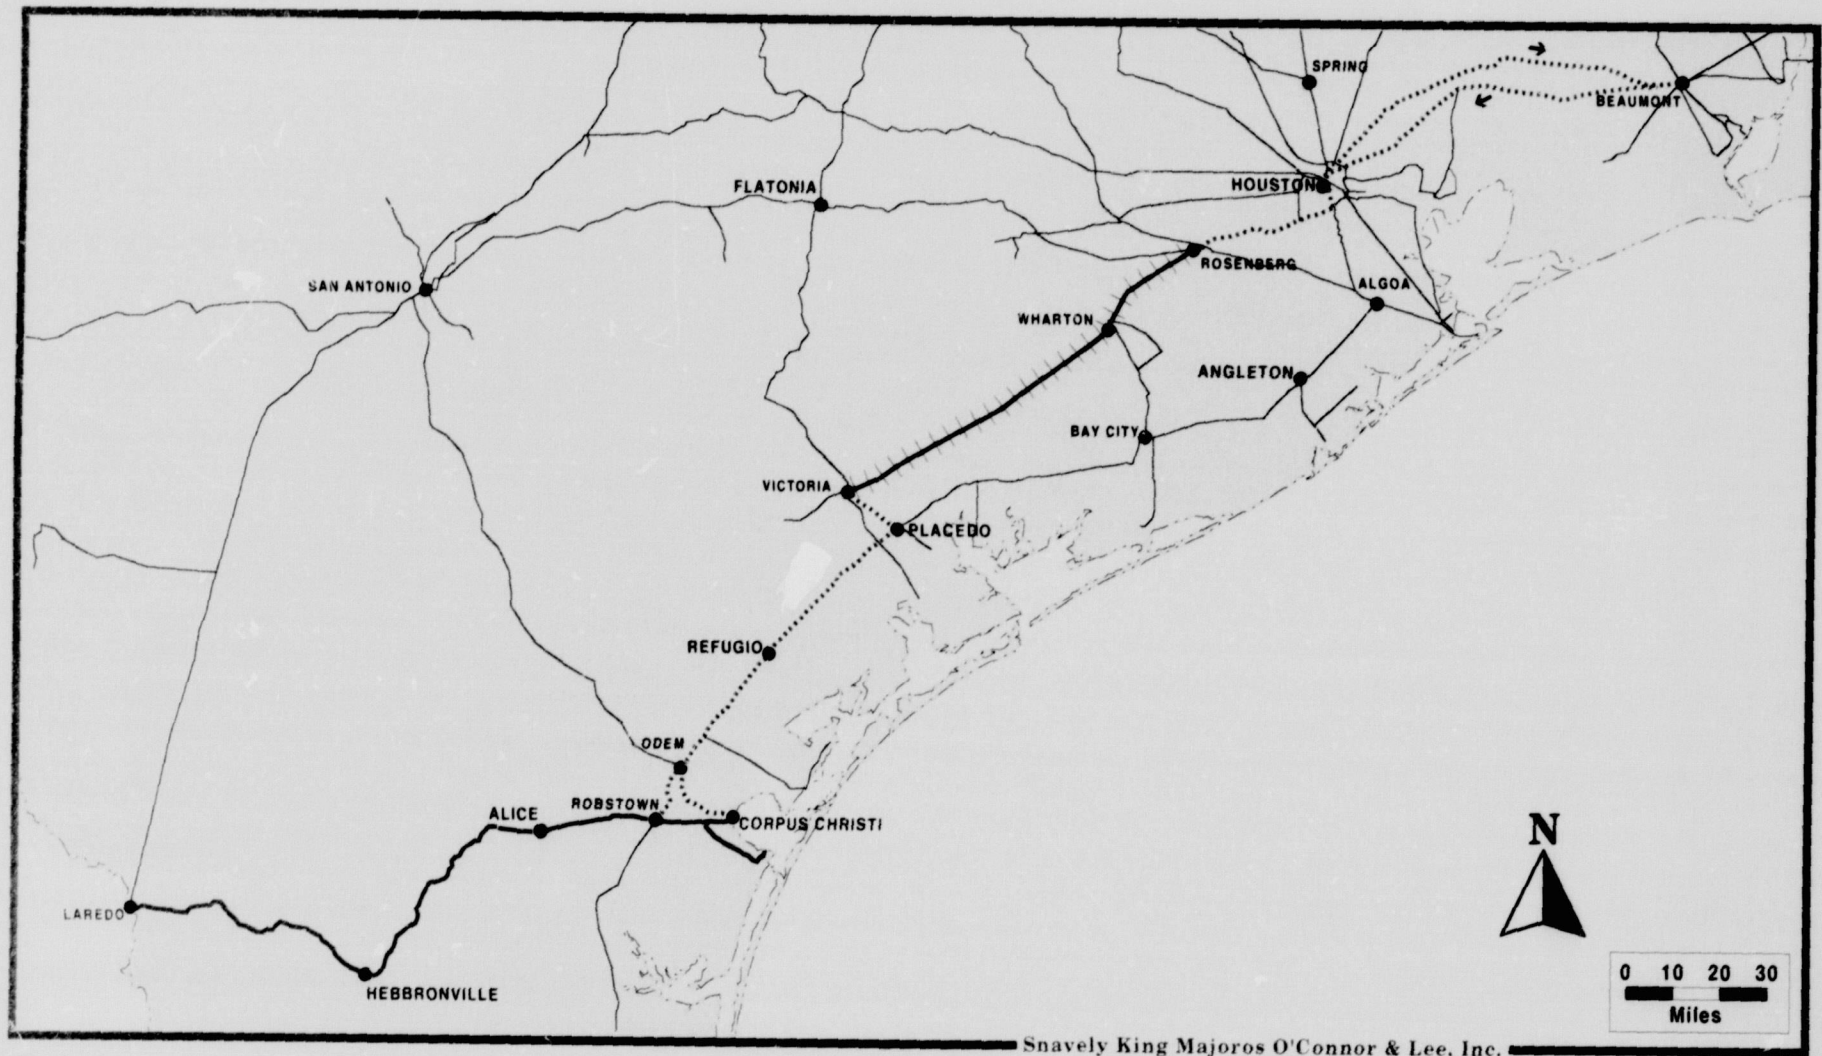 SPRING
BEAUMONT
FLATONIA
HOUSTON
SAN ANTONIO
ROSENBERG
ALGOA
WHARTON
ANGLETON
BAY CITY
VICTORIA
PLACEDO
REFUGIO
ODEM
ROBSTOWN
ALICE
CORPUS CHRISTI
LAREDO
HEBBRONVILLE
N
0 10 20 30
Miles
Snavely King Majoros O'Connor & Lee, Inc.